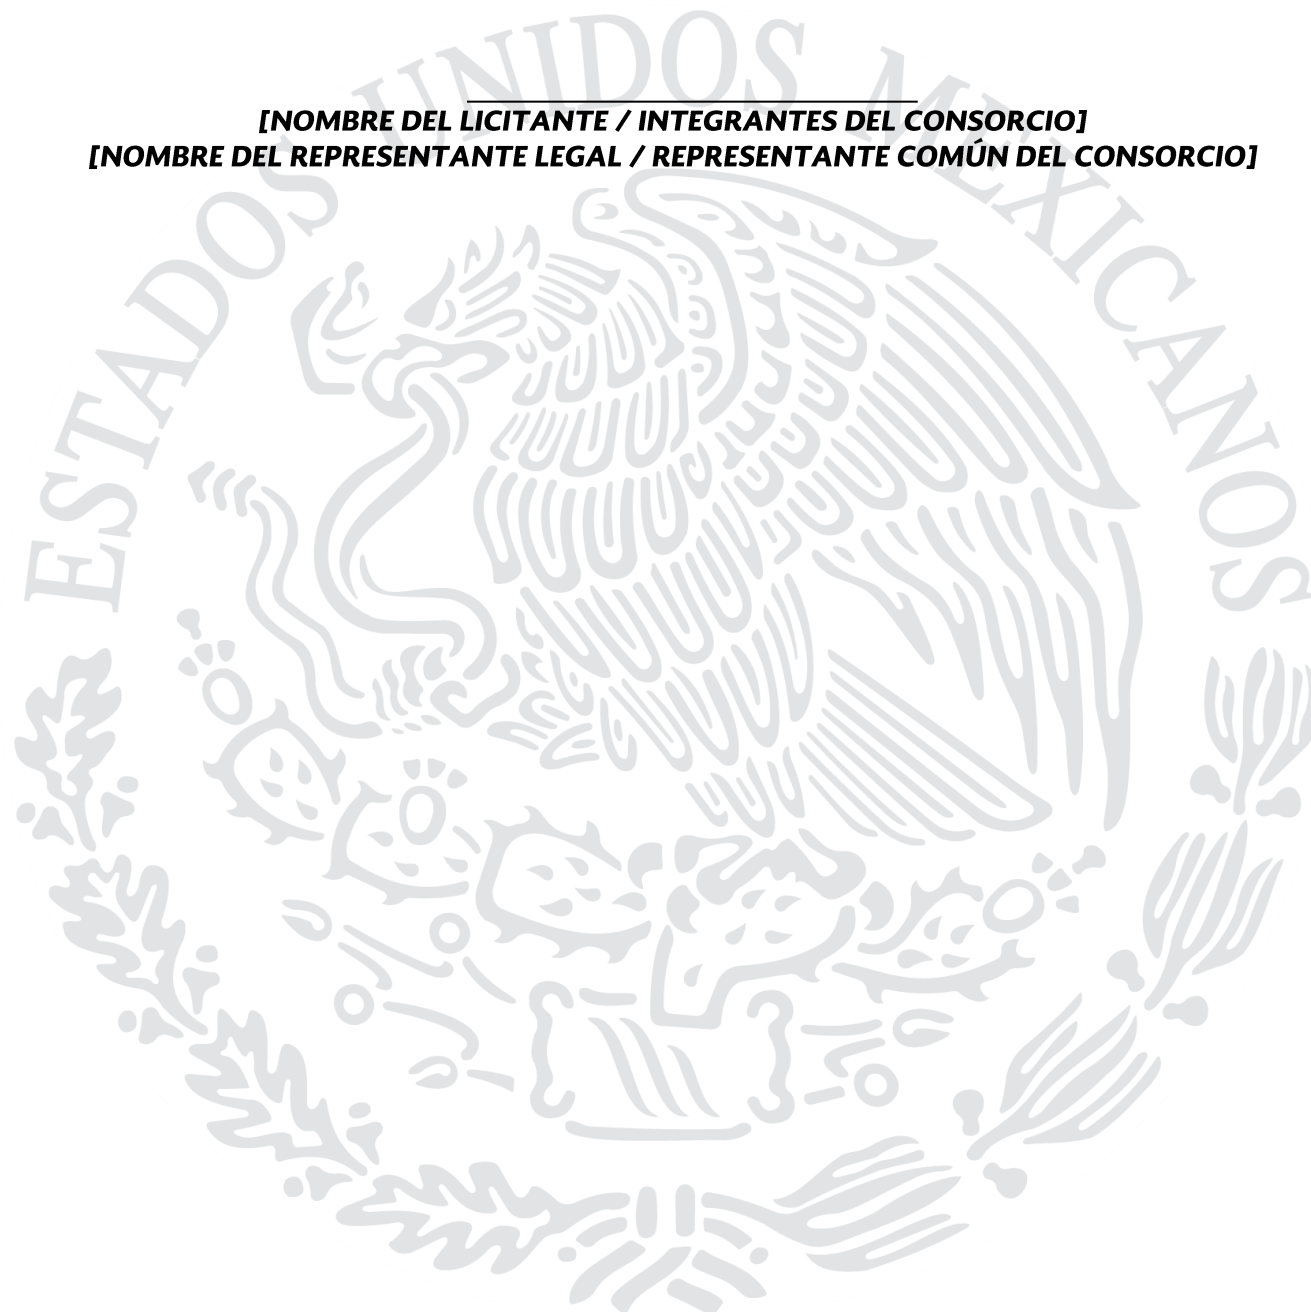 ESTADOS UNIDOS MEXICANOS
[NOMBRE DEL LICITANTE / INTEGRANTES DEL CONSORCIO]
[NOMBRE DEL REPRESENTANTE LEGAL / REPRESENTANTE COMÚN DEL CONSORCIO]